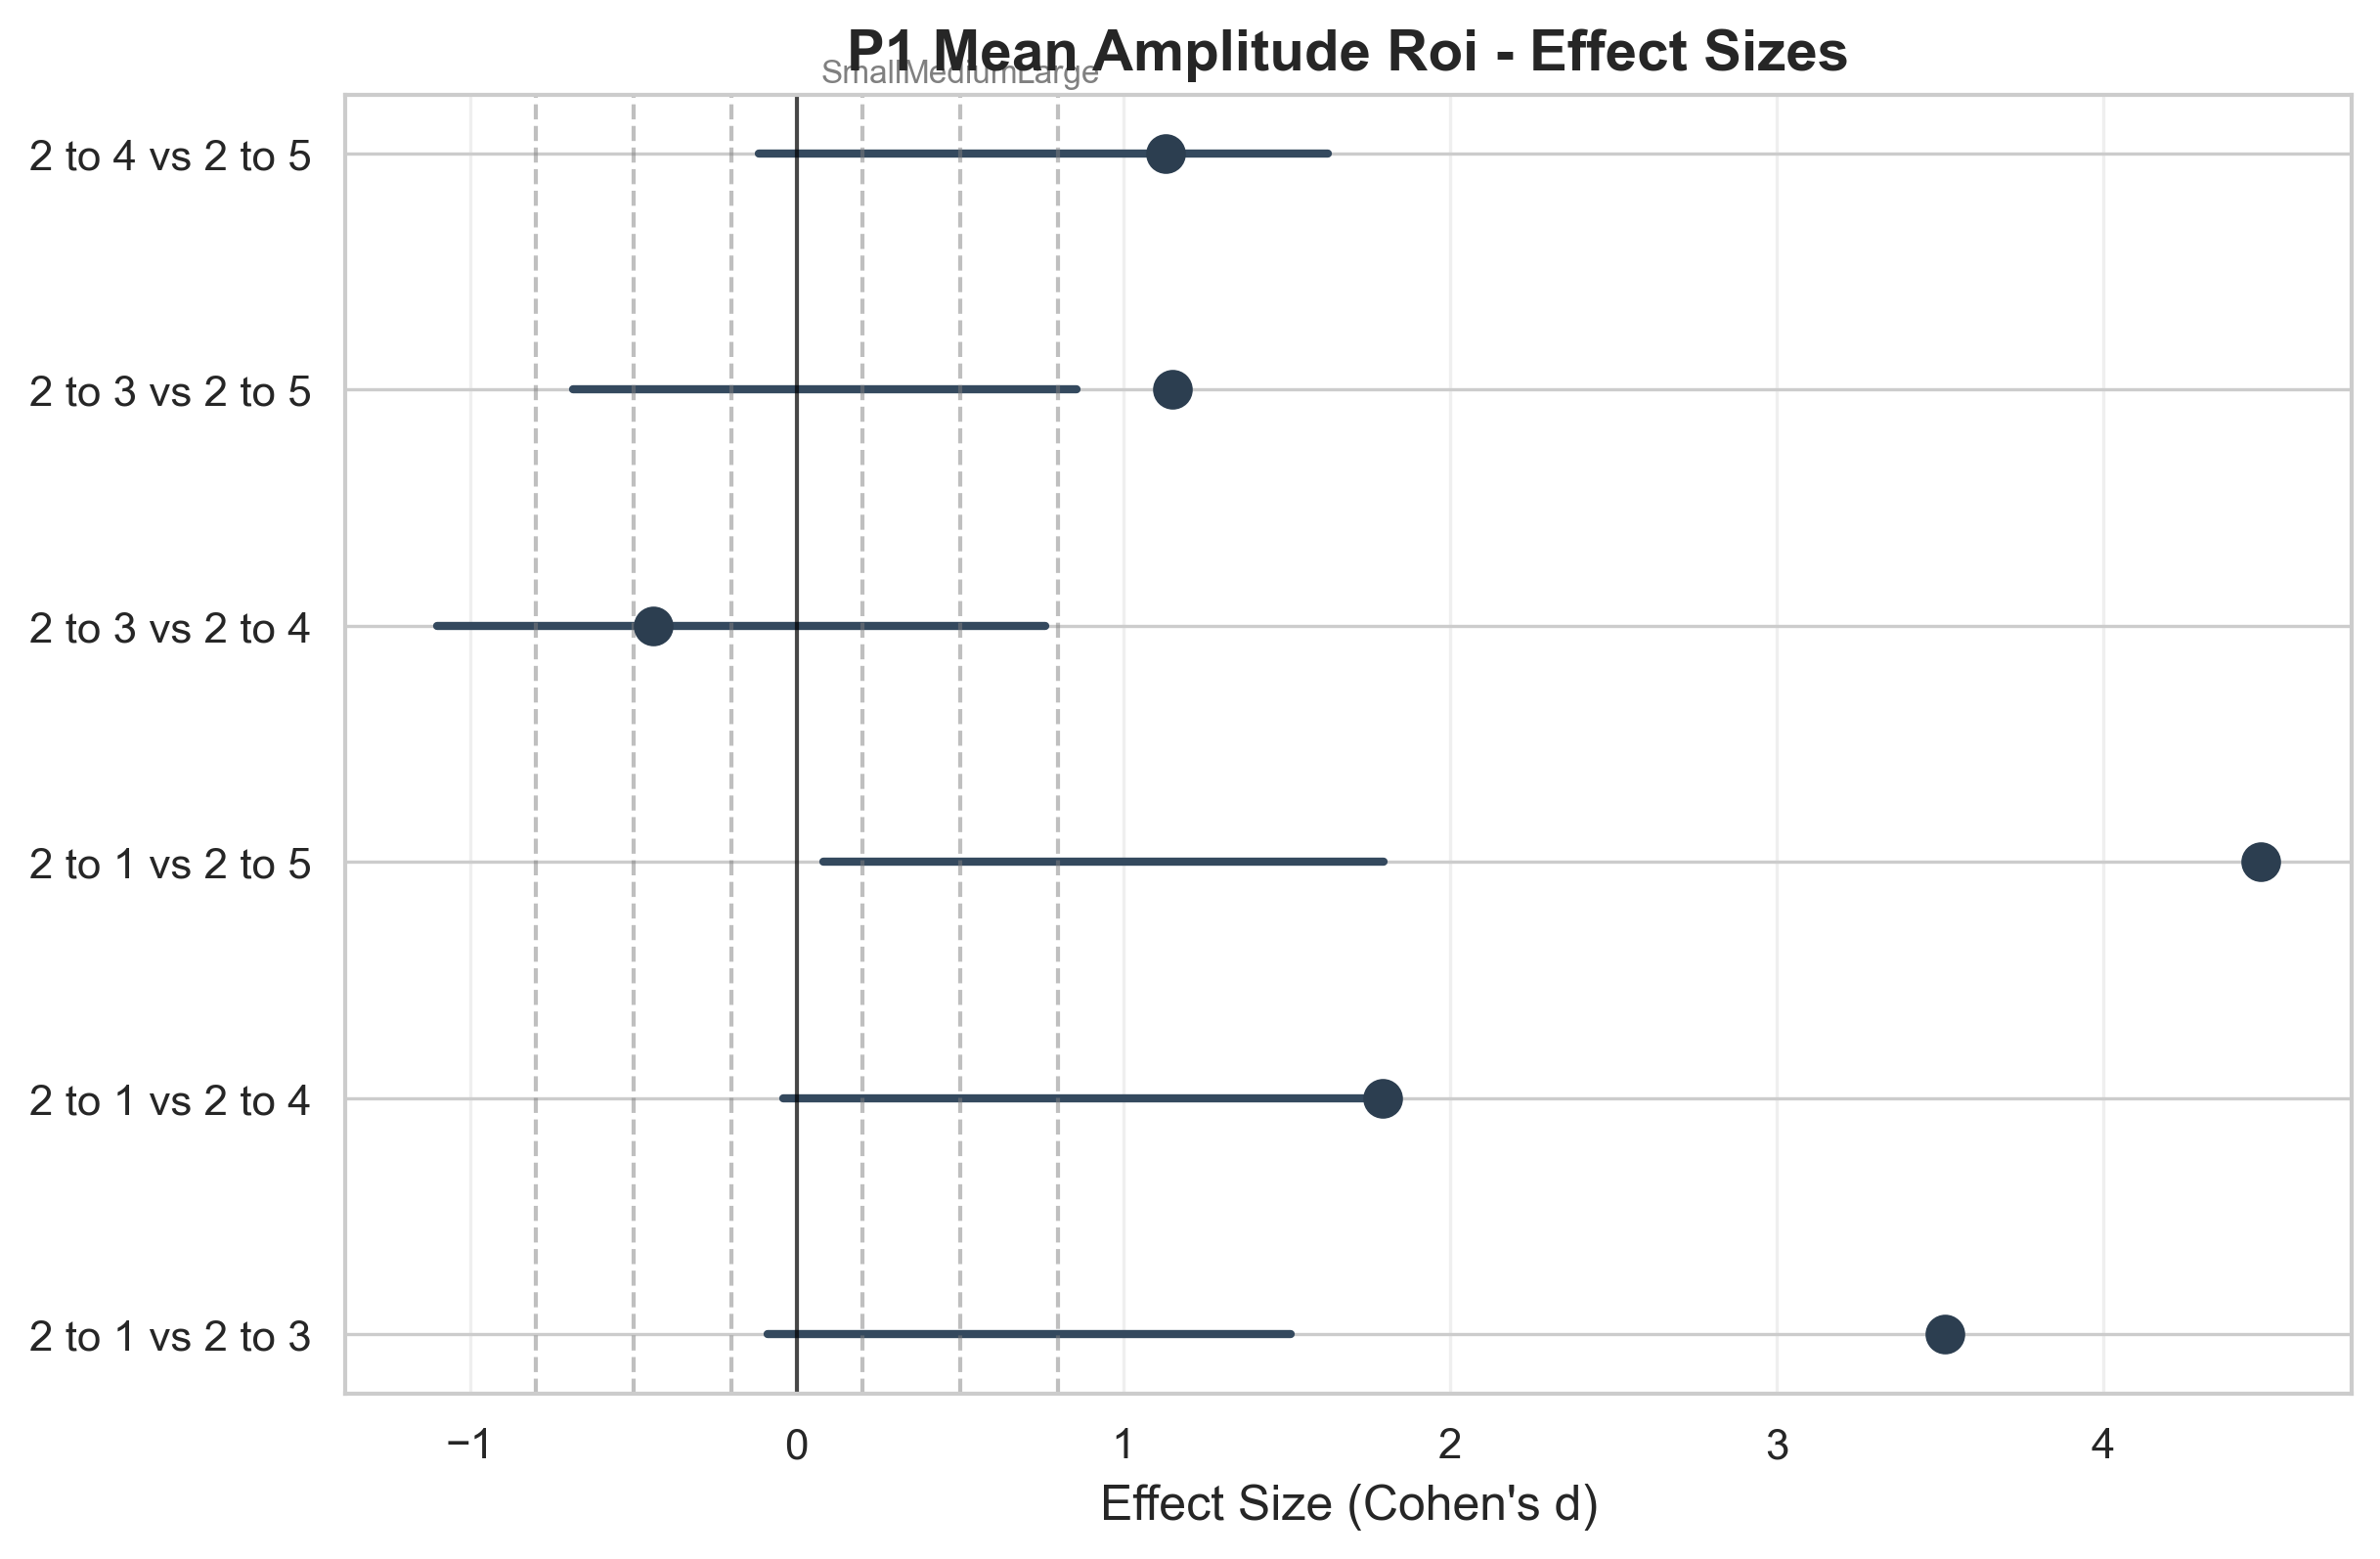 P1 Mean Amplitude Roi - Effect Sizes
SmallMediumLarge
2 to 4 vs 2 to 5
2 to 3 vs 2 to 5
2 to 3 vs 2 to 4
2 to 1 vs 2 to 5
2 to 1 vs 2 to 4
2 to 1 vs 2 to 3
−1 0 1 2 3 4
Effect Size (Cohen's d)